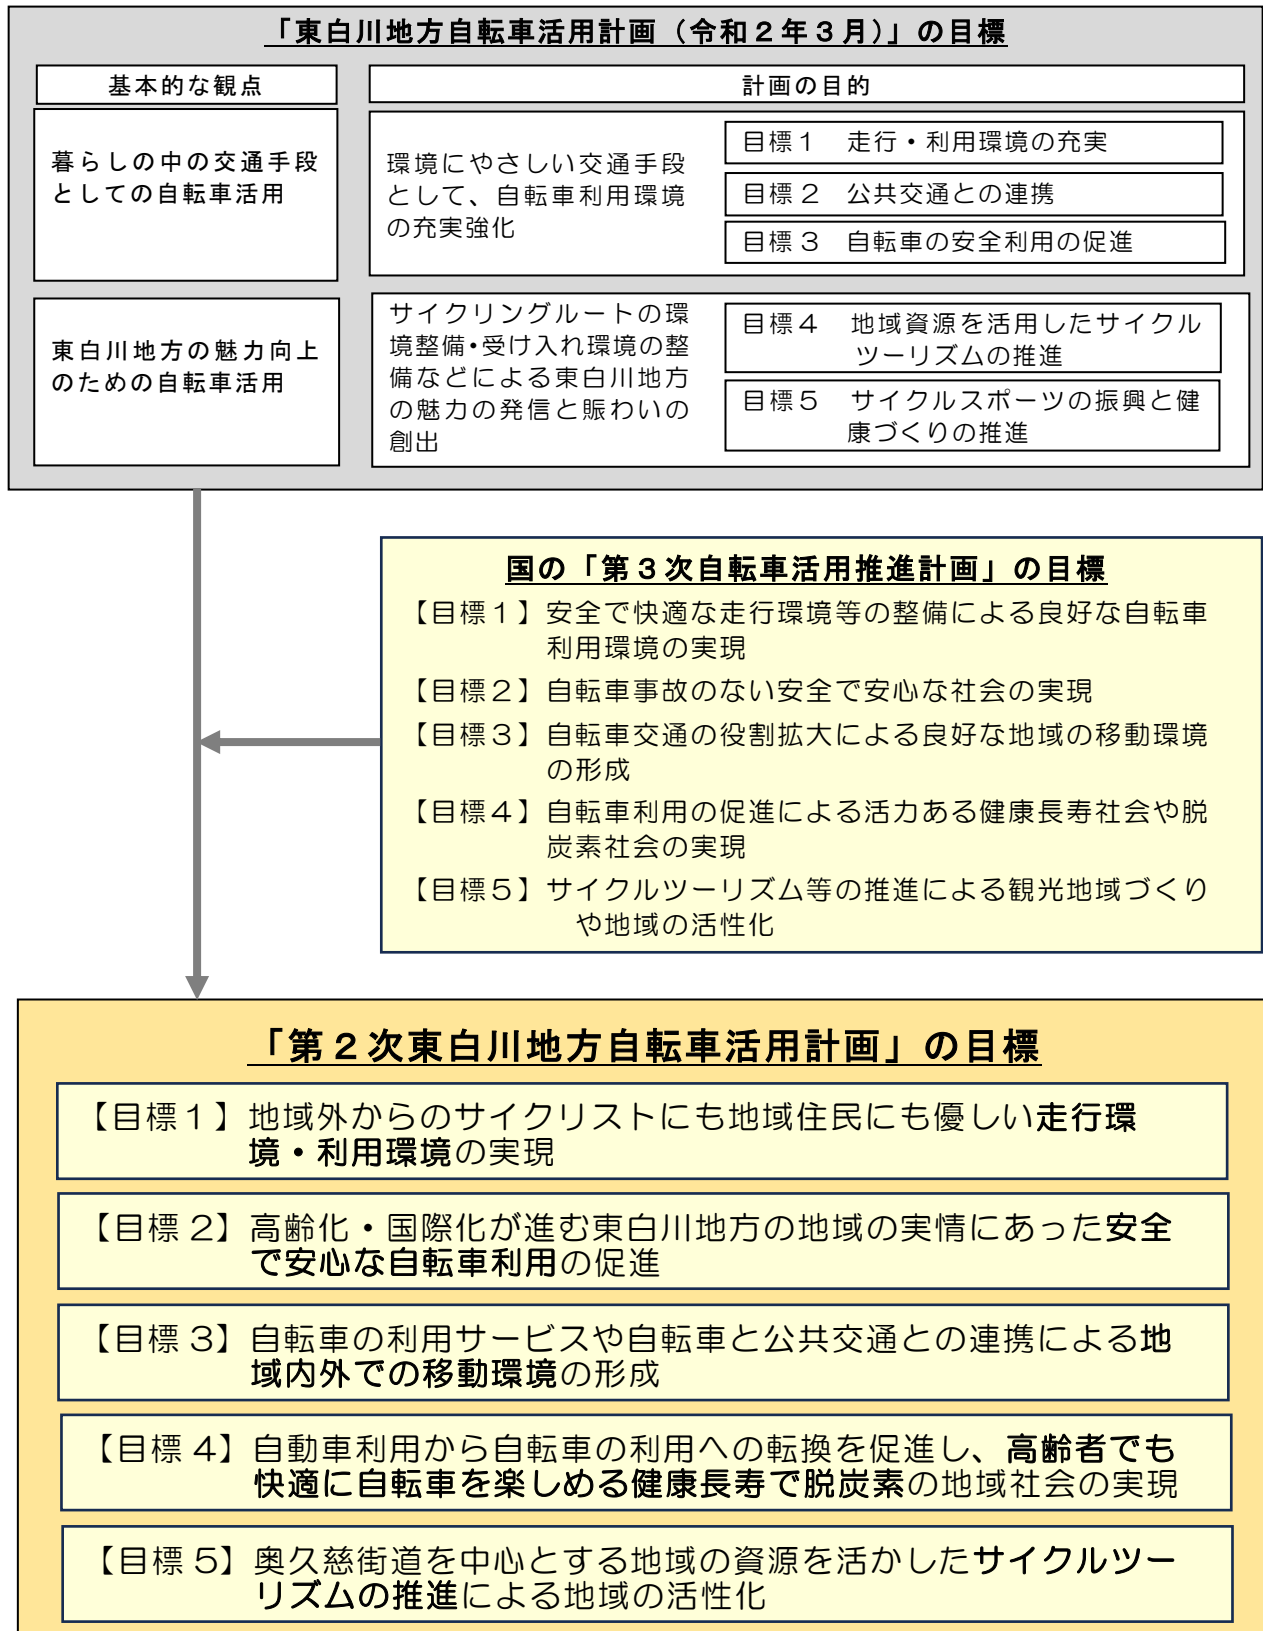 「東白川地方自転車活用計画（令和２年３月）」の目標
基本的な観点
計画の目的
暮らしの中の交通手段
としての自転車活用
環境にやさしい交通手段
として、自転車利用環境
の充実強化
目標１　走行・利用環境の充実
目標２　公共交通との連携
目標３　自転車の安全利用の促進
東白川地方の魅力向上
のための自転車活用
サイクリングルートの環
境整備・受け入れ環境の整
備などによる東白川地方
の魅力の発信と賑わいの
創出
目標４　地域資源を活用したサイクル
ツーリズムの推進
目標５　サイクルスポーツの振興と健
康づくりの推進
国の「第３次自転車活用推進計画」の目標
【目標１】安全で快適な走行環境等の整備による良好な自転車
利用環境の実現
【目標２】自転車事故のない安全で安心な社会の実現
【目標３】自転車交通の役割拡大による良好な地域の移動環境
の形成
【目標４】自転車利用の促進による活力ある健康長寿社会や脱
炭素社会の実現
【目標５】サイクルツーリズム等の推進による観光地域づくり
や地域の活性化
「第２次東白川地方自転車活用計画」の目標
【目標１】地域外からのサイクリストにも地域住民にも優しい走行環
境・利用環境の実現
【目標２】高齢化・国際化が進む東白川地方の地域の実情にあった安全
で安心な自転車利用の促進
【目標３】自転車の利用サービスや自転車と公共交通との連携による地
域内外での移動環境の形成
【目標４】自動車利用から自転車の利用への転換を促進し、高齢者でも
快適に自転車を楽しめる健康長寿で脱炭素の地域社会の実現
【目標５】奥久慈街道を中心とする地域の資源を活かしたサイクルツー
リズムの推進による地域の活性化